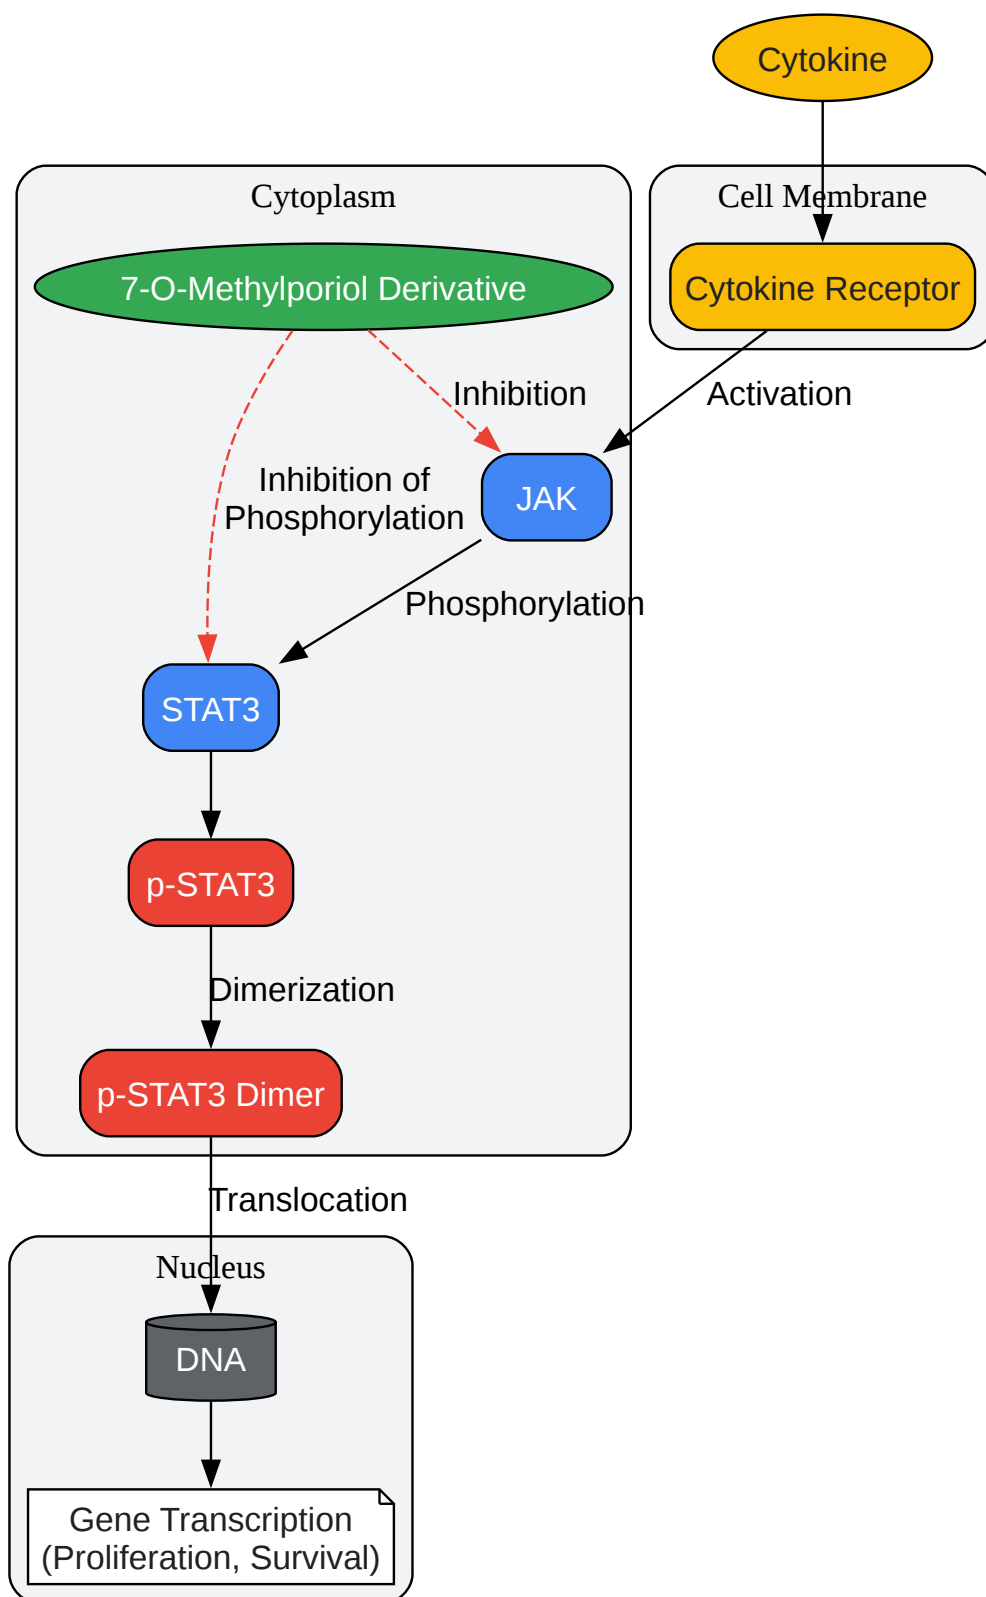 Cytokine
Cytoplasm
Cell Membrane
7-O-Methylporiol Derivative
Cytokine Receptor
Inhibition
Activation
Inhibition of
Phosphorylation
JAK
Phosphorylation
STAT3
p-STAT3
Dimerization
p-STAT3 Dimer
Translocation
Nucleus
DNA
Gene Transcription
(Proliferation, Survival)